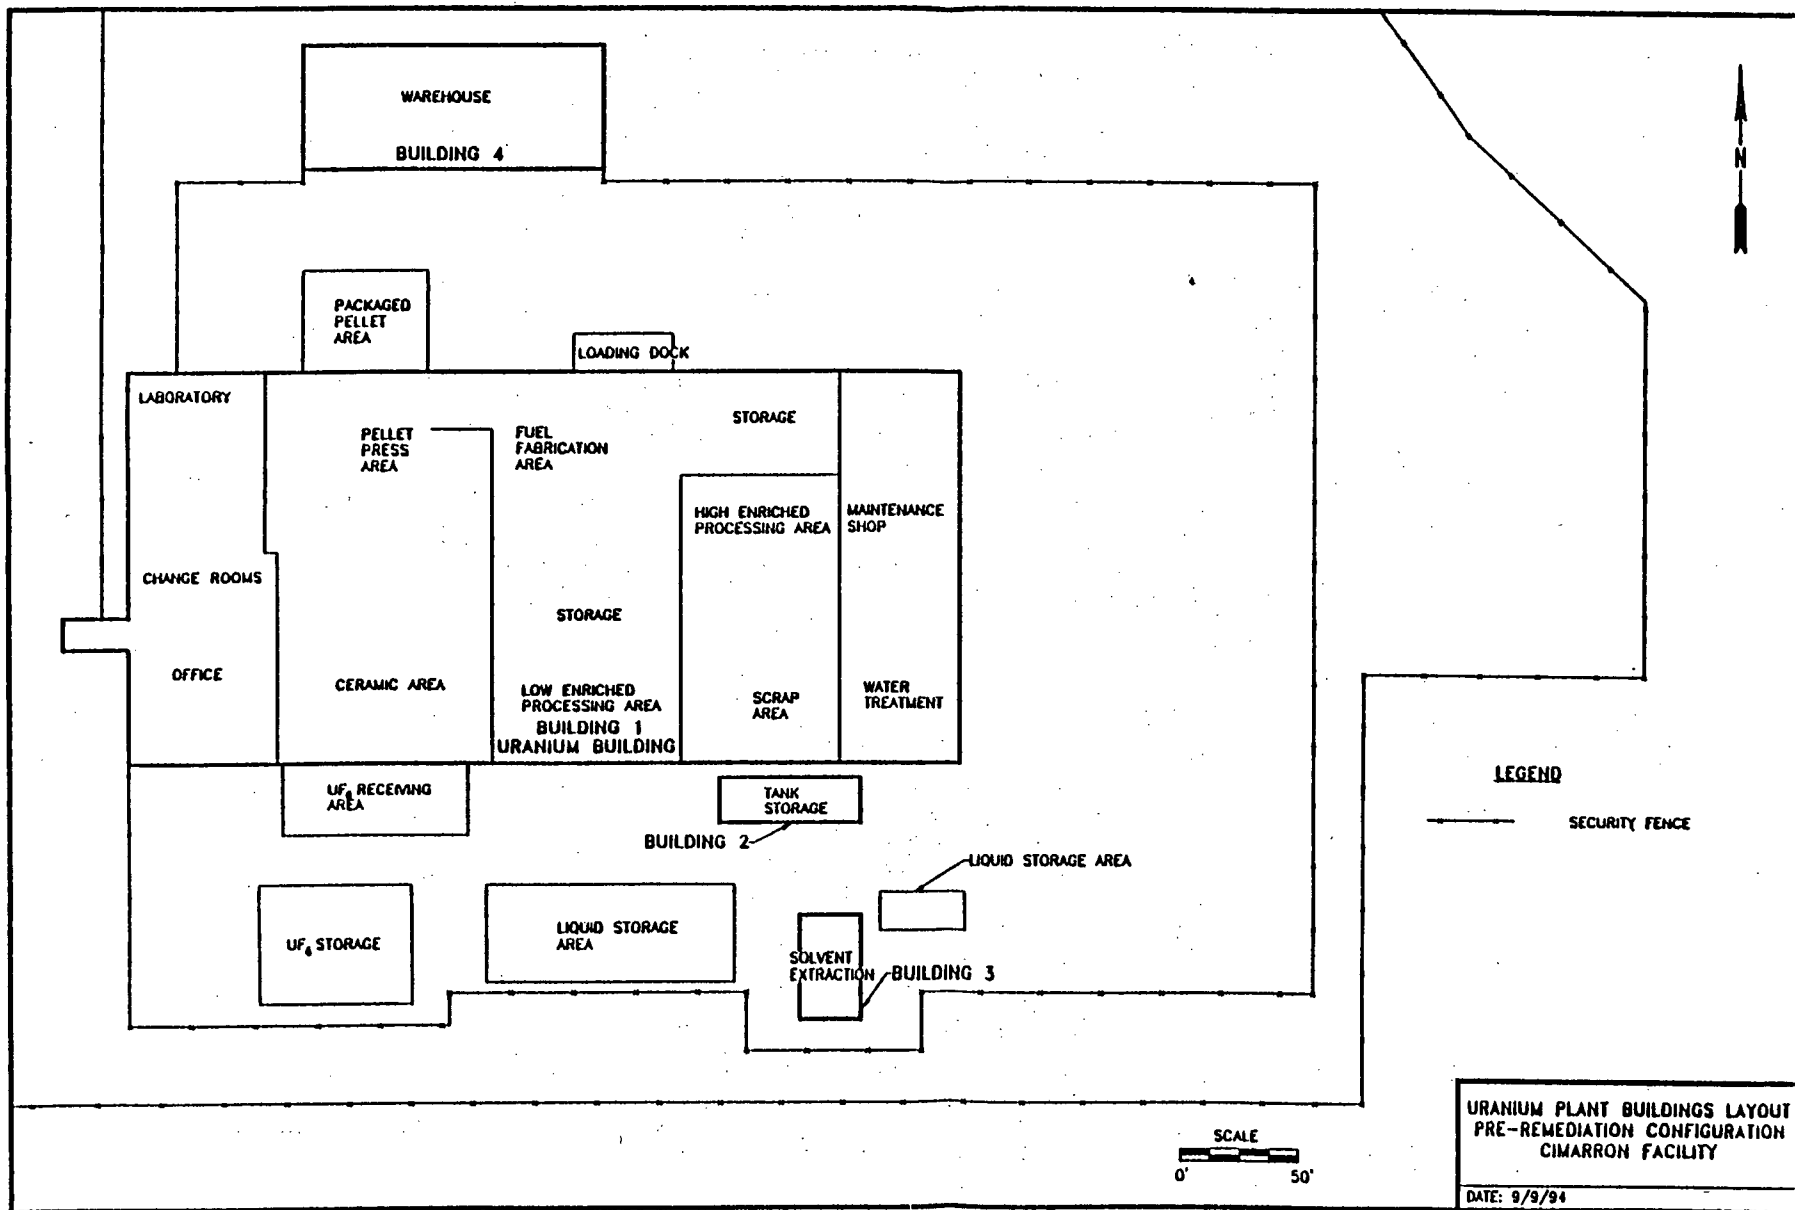 WAREHOUSE
BUILDING 4
N
PACKAGED
PELLET
AREA
LOADING DOCK
LABORATORY
PELLET
PRESS
AREA
FUEL
FABRICATION
AREA
STORAGE
HIGH ENRICHED
PROCESSING AREA
MAINTENANCE
SHOP
CHANGE ROOMS
STORAGE
OFFICE
CERAMIC AREA
LOW ENRICHED
PROCESSING AREA
BUILDING 1
URANIUM BUILDING
SCRAP
AREA
WATER
TREATMENT
UF6 RECEIVING
AREA
TANK
STORAGE
BUILDING 2
LIQUID STORAGE AREA
UF6 STORAGE
LIQUID STORAGE
AREA
SOLVENT
EXTRACTION
BUILDING 3
LEGEND
SECURITY FENCE
SCALE
0' 50'
URANIUM PLANT BUILDINGS LAYOUT
PRE-REMEDIATION CONFIGURATION
CIMARRON FACILITY
DATE: 9/9/94